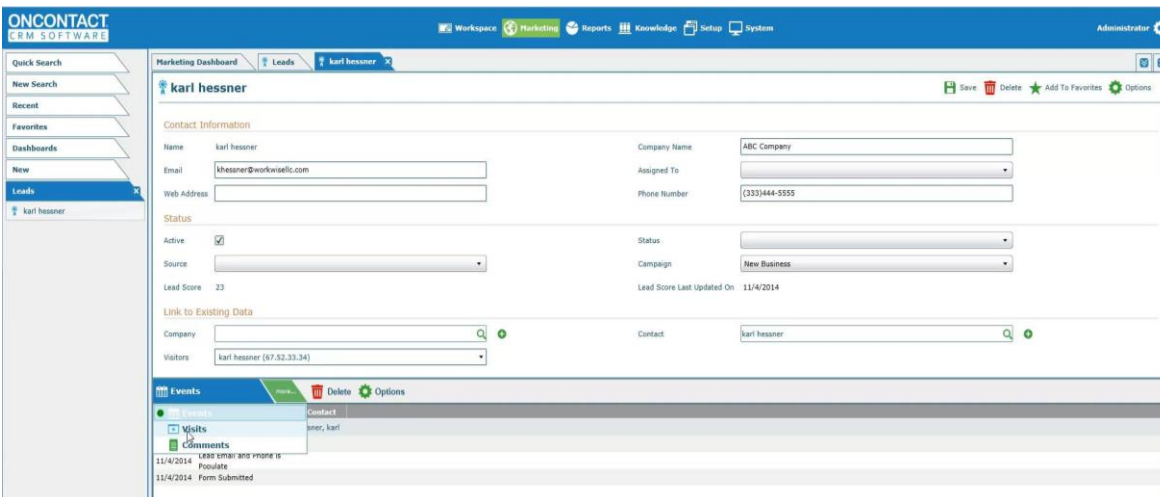 ONCONTACT
CRM SOFTWARE
Workspace Marketing Reports Knowledge Setup System
Administrator
Quick Search
New Search
Recent
Favorites
Dashboards
New
Leads
karl hessner
Marketing Dashboard Leads karl hessner
karl hessner
Save Delete Add To Favorites Options
Contact Information
Name karl hessner Company Name ABC Company
Email khessner@workwisellc.com Assigned To
Web Address Phone Number (333)444-5555
Status
Active Status
Source Campaign New Business
Lead Score 23 Lead Score Last Updated On 11/4/2014
Link to Existing Data
Company Contact karl hessner
Visitors karl hessner (67.52.33.34)
Events more... Delete Options
Events Contact
Visits karl
Comments
11/4/2014 Lead Email and Phone is
Populate
11/4/2014 Form Submitted